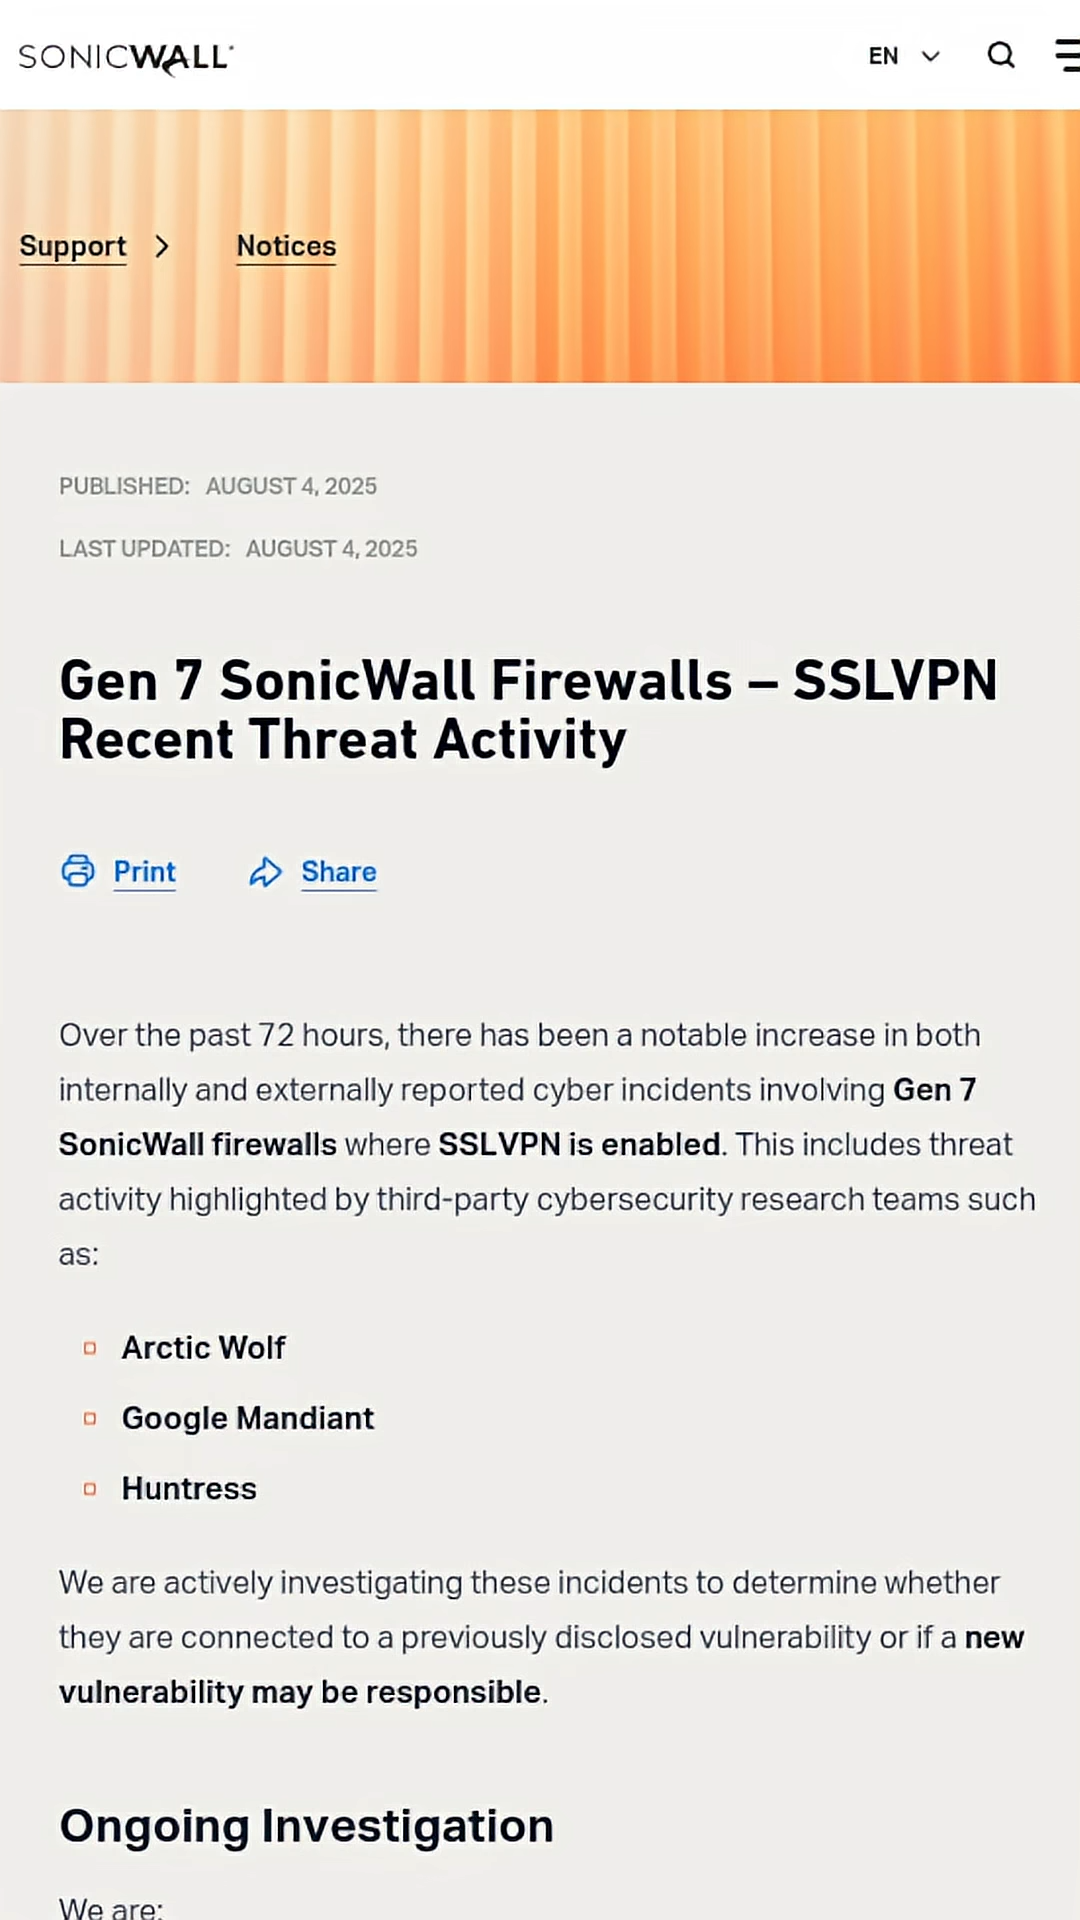 SONICWALL
EN
Support
Notices
PUBLISHED: AUGUST 4, 2025
LAST UPDATED: AUGUST 4, 2025
Gen 7 SonicWall Firewalls – SSLVPN
Recent Threat Activity
Print
Share
Over the past 72 hours, there has been a notable increase in both
internally and externally reported cyber incidents involving Gen 7
SonicWall firewalls where SSLVPN is enabled. This includes threat
activity highlighted by third-party cybersecurity research teams such
as:
Arctic Wolf
Google Mandiant
Huntress
We are actively investigating these incidents to determine whether
they are connected to a previously disclosed vulnerability or if a new
vulnerability may be responsible.
Ongoing Investigation
We are: